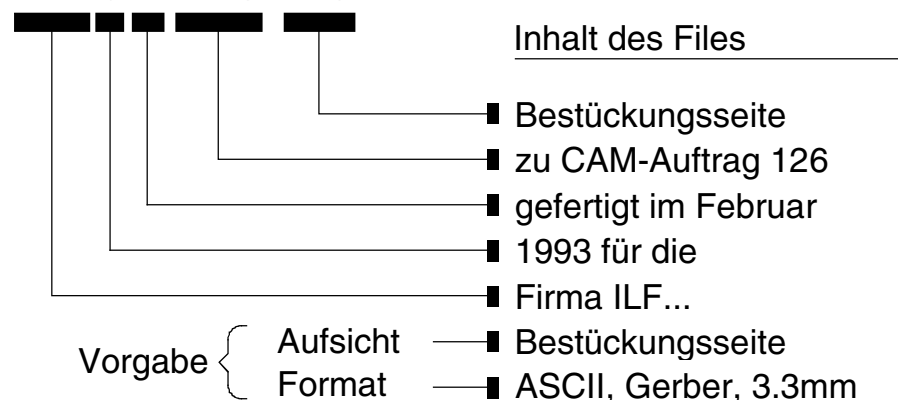 Inhalt des Files
Bestückungsseite
zu CAM-Auftrag 126
gefertigt im Februar
1993 für die
Firma ILF...
Vorgabe
Aufsicht Bestückungsseite
Format ASCII, Gerber, 3.3mm